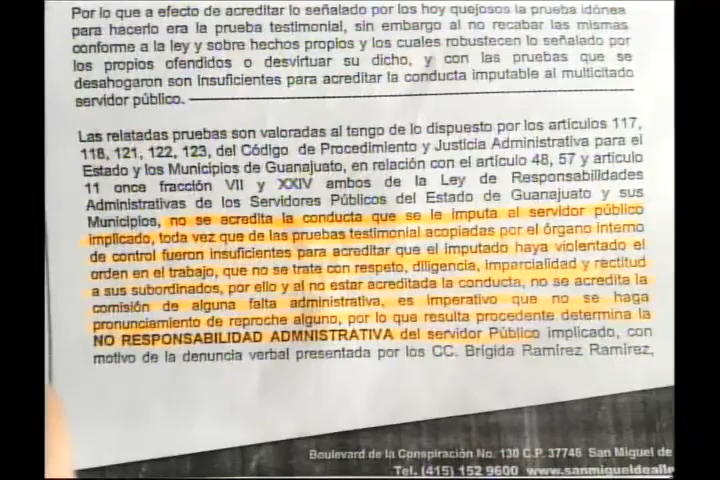 Por lo que a efecto de acreditar lo señalado por los hoy quejosos la prueba idónea
para hacerlo era la prueba testimonial, sin embargo al no recabar las mismas
conforme a la ley y sobre hechos propios y los cuales robustecen lo señalado por
los propios ofendidos o desvirtuar su dicho, y con las pruebas que se
desahogaron son insuficientes para acreditar la conducta imputable al multicitado
servidor público.
Las relatadas pruebas son valoradas al tengo de lo dispuesto por los artículos 117,
118, 121, 122, 123, del Código de Procedimiento y Justicia Administrativa para el
Estado y los Municipios de Guanajuato, en relación con el artículo 48, 57 y artículo
11 once fracción VII y XXIV ambos de la Ley de Responsabilidades
Administrativas de los Servidores Públicos del Estado de Guanajuato y sus
Municipios, no se acredita la conducta que se le imputa al servidor público
implicado, toda vez que de las pruebas testimonial acopiadas por el órgano interno
de control fueron insuficientes para acreditar que el imputado haya violentado el
orden en el trabajo, que no se trate con respeto, diligencia, imparcialidad y rectitud
a sus subordinados, por ello y al no estar acreditada la conducta, no se acredita la
comisión de alguna falta administrativa, es imperativo que no se haga
pronunciamiento de reproche alguno, por lo que resulta procedente determina la
NO RESPONSABILIDAD ADMNISTRATIVA del servidor Público implicado, con
motivo de la denuncia verbal presentada por los CC. Brígida Ramírez Ramírez,
Boulevard de la Conspiración No. 130 C.P. 37748 San Miguel de
Tel. (415) 152 9600 www.sanmigueldealle